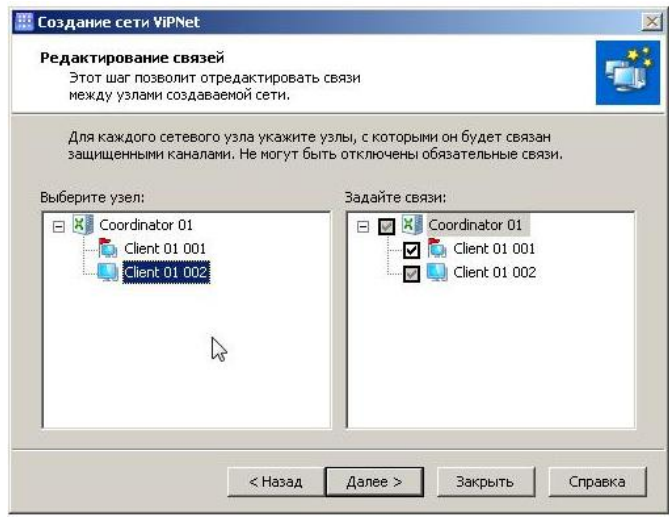 Создание сети ViPNet
Редактирование связей
Этот шаг позволит отредактировать связи
между узлами создаваемой сети.
Для каждого сетевого узла укажите узлы, с которыми он будет связан
защищенными каналами. Не могут быть отключены обязательные связи.
Выберите узел:
Coordinator 01
Client 01 001
Client 01 002
Задайте связи:
Coordinator 01
Client 01 001
Client 01 002
< Назад
Далее >
Закрыть
Справка